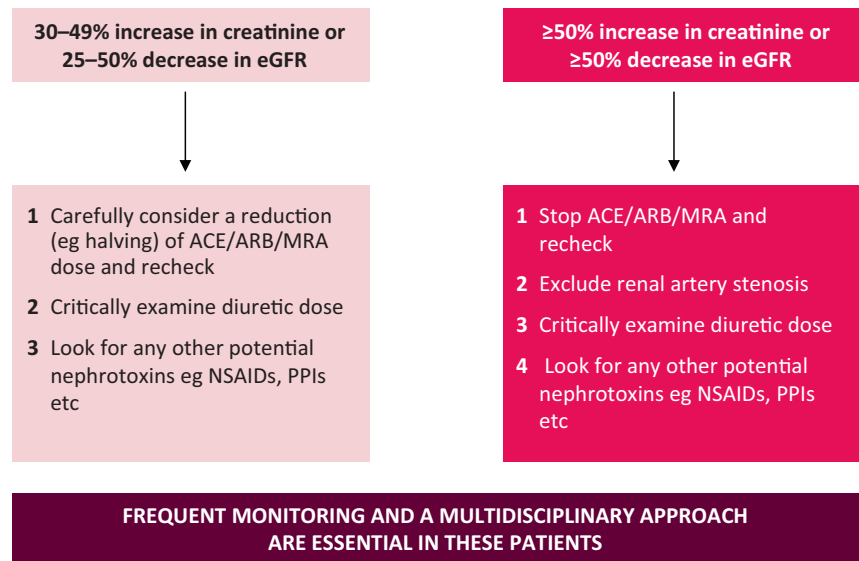 30–49% increase in creatinine or
25–50% decrease in eGFR
1 Carefully consider a reduction
(eg halving) of ACE/ARB/MRA
dose and recheck
2 Critically examine diuretic dose
3 Look for any other potential
nephrotoxins eg NSAIDs, PPIs
etc
≥50% increase in creatinine or
≥50% decrease in eGFR
1 Stop ACE/ARB/MRA and
recheck
2 Exclude renal artery stenosis
3 Critically examine diuretic dose
4 Look for any other potential
nephrotoxins eg NSAIDs, PPIs
etc
FREQUENT MONITORING AND A MULTIDISCIPLINARY APPROACH
ARE ESSENTIAL IN THESE PATIENTS